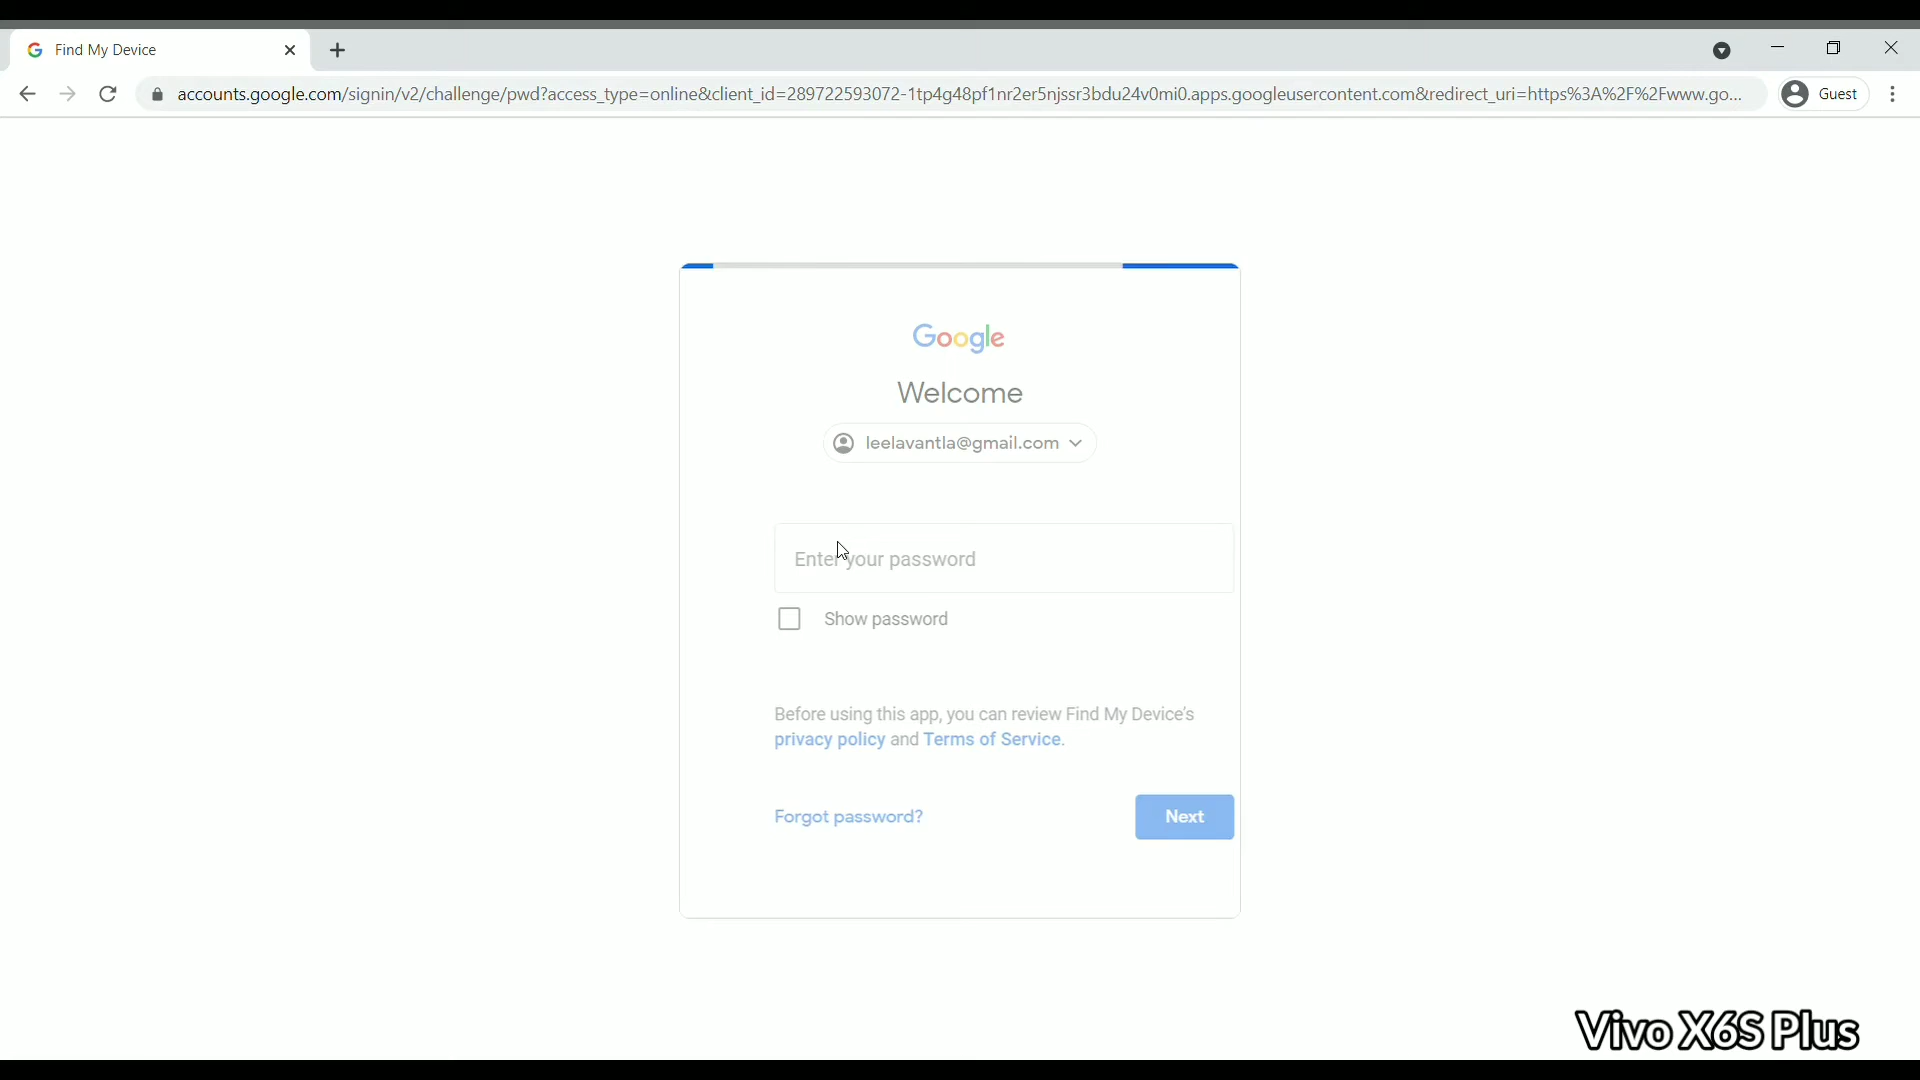 Find My Device
accounts.google.com/signin/v2/challenge/pwd?access_type=online&client_id=289722593072-1tp4g48pf1nr2er5njssr3bdu24v0mi0.apps.googleusercontent.com&redirect_uri=https%3A%2F%2Fwww.go...
Guest
Google
Welcome
leelavantla@gmail.com
Enter your password
Show password
Before using this app, you can review Find My Device's
privacy policy and Terms of Service.
Forgot password?
Next
Vivo X6S Plus